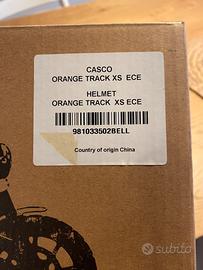 CASCO
ORANGE TRACK XS ECE
HELMET
ORANGE TRACK XS ECE
981033502BELL
Country of origin China
subito